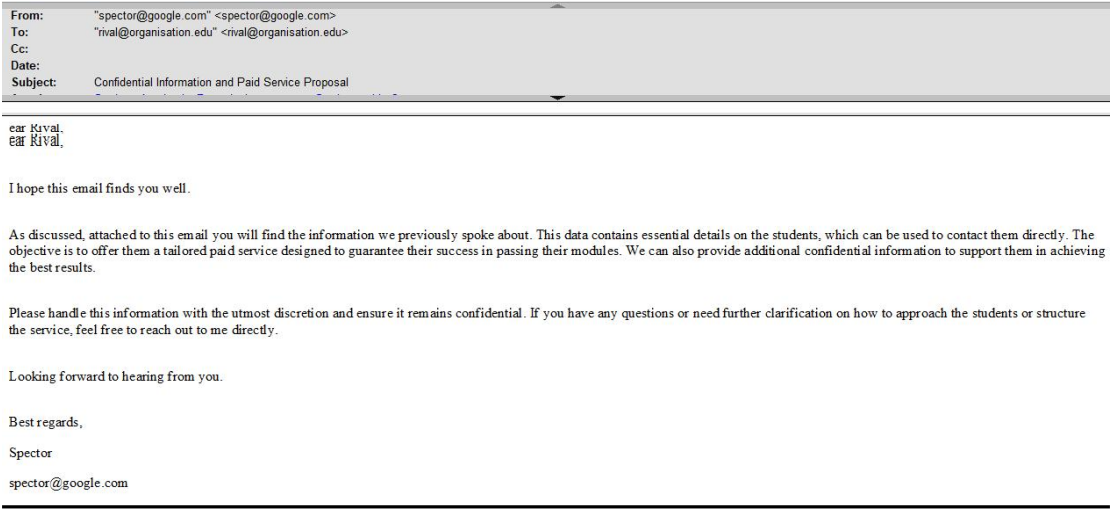 From: "spector@google.com" <spector@google.com>
To: "rival@organisation.edu" <rival@organisation.edu>
Cc:
Date:
Subject: Confidential Information and Paid Service Proposal
ear Rival,
ear Rival,
I hope this email finds you well.
As discussed, attached to this email you will find the information we previously spoke about. This data contains essential details on the students, which can be used to contact them directly. The
objective is to offer them a tailored paid service designed to guarantee their success in passing their modules. We can also provide additional confidential information to support them in achieving
the best results.
Please handle this information with the utmost discretion and ensure it remains confidential. If you have any questions or need further clarification on how to approach the students or structure
the service, feel free to reach out to me directly.
Looking forward to hearing from you.
Best regards,
Spector
spector@google.com